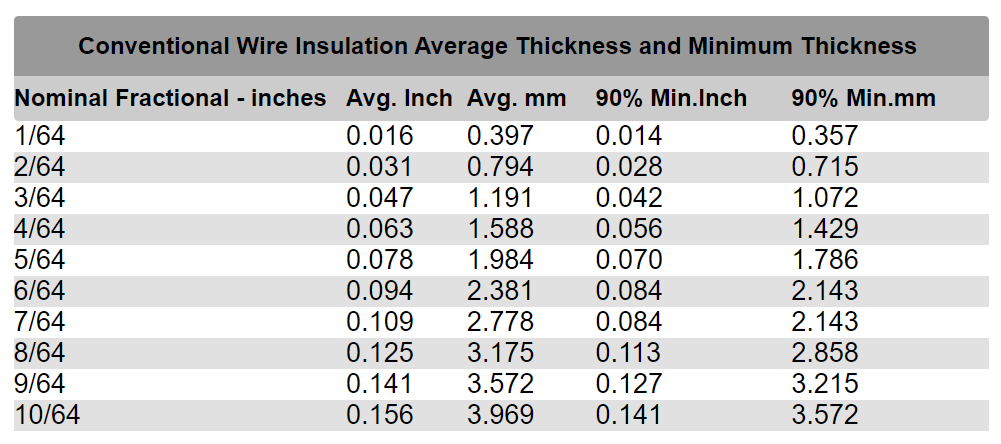 Conventional Wire Insulation Average Thickness and Minimum Thickness
Nominal Fractional - inches Avg. Inch Avg. mm 90% Min.Inch 90% Min.mm
1/64 0.016 0.397 0.014 0.357
2/64 0.031 0.794 0.028 0.715
3/64 0.047 1.191 0.042 1.072
4/64 0.063 1.588 0.056 1.429
5/64 0.078 1.984 0.070 1.786
6/64 0.094 2.381 0.084 2.143
7/64 0.109 2.778 0.084 2.143
8/64 0.125 3.175 0.113 2.858
9/64 0.141 3.572 0.127 3.215
10/64 0.156 3.969 0.141 3.572